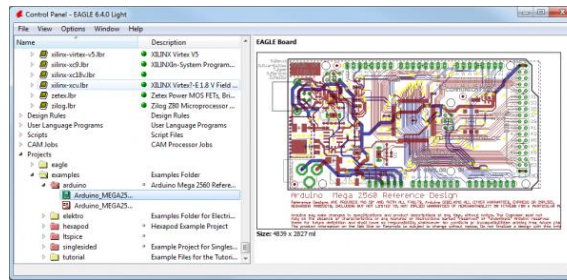 Control Panel - EAGLE 6.4.0 Light
File View Options Window Help
Name Description
xilinx-virtex-v5.lbr XILINX Virtex V5
xilinx-xc9.lbr XILINXIn-System Program...
xilinx-xc18v.lbr
xilinx-xcv.lbr XILINX Virtex?-E 1.8 V Field ...
zetex.lbr Zetex Power MOS FETs, Bri...
zilog.lbr Zilog Z80 Microprocessor ...
Design Rules Design Rules
User Language Programs User Language Programs
Scripts Script Files
CAM Jobs CAM Processor Jobs
Projects
eagle
examples Examples Folder
arduino Arduino Mega 2560 Refere...
Arduino_MEGA25...
Arduino_MEGA25...
elektro Examples Folder for Electri...
hexapod Hexapod Example Project
ltspice
singlesided Example Project for Singles...
tutorial Example Files for the Tutori...
EAGLE Board
Arduino Mega 2560 Reference Design
Size: 4839 x 2827 mil